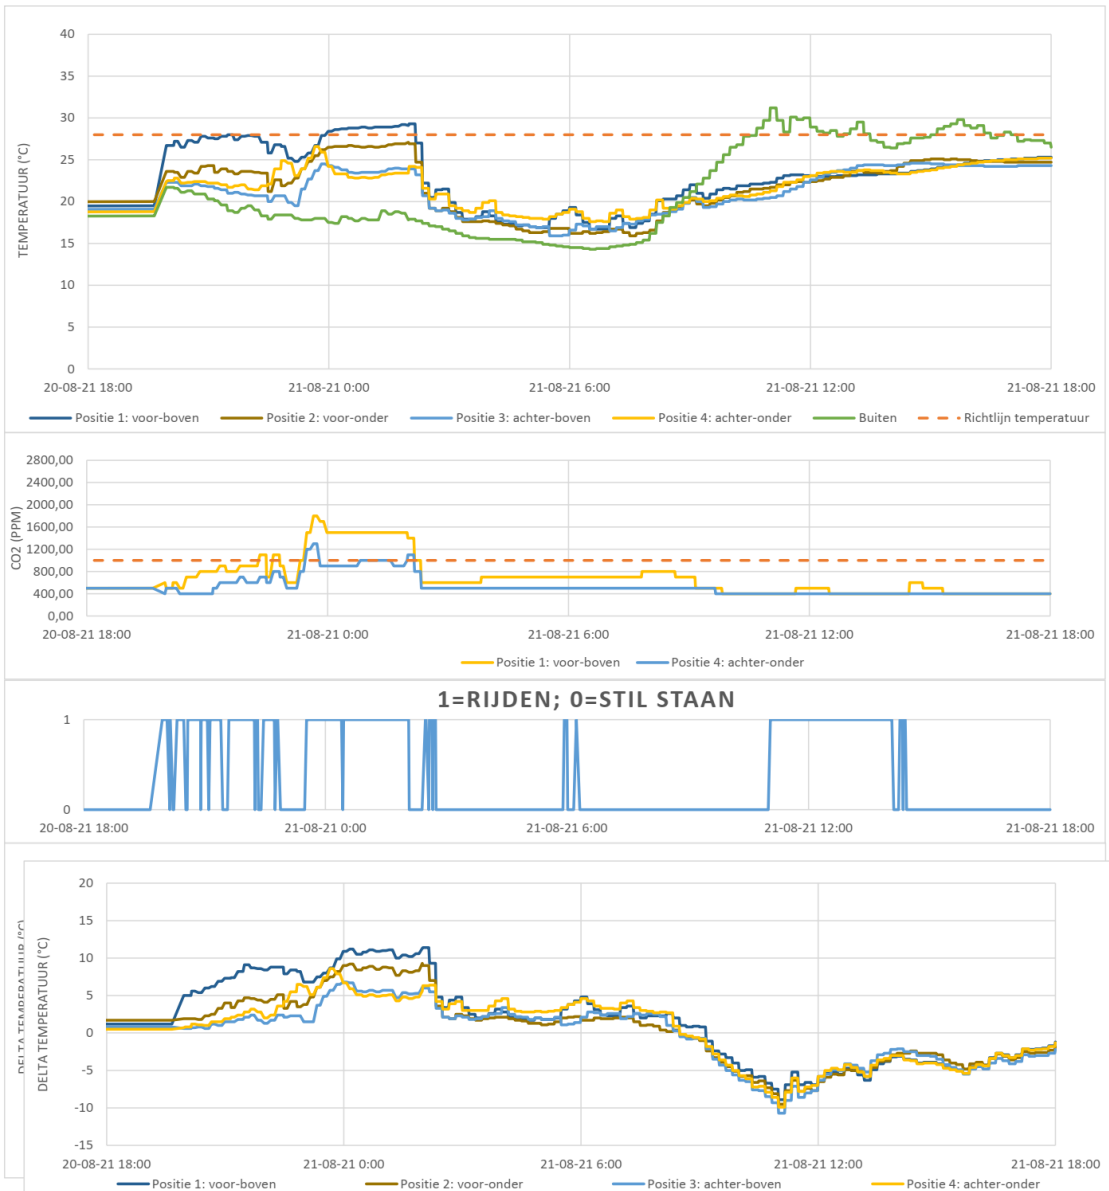 40
35
30
25
20
15
10
5
0
TEMPERATUUR (°C)
20-08-21 18:00 21-08-21 0:00 21-08-21 6:00 21-08-21 12:00 21-08-21 18:00
Positie 1: voor-boven Positie 2: voor-onder Positie 3: achter-boven Positie 4: achter-onder Buiten Richtlijn temperatuur
2800,00
2400,00
2000,00
1600,00
1200,00
800,00
400,00
0,00
CO2 (PPM)
20-08-21 18:00 21-08-21 0:00 21-08-21 6:00 21-08-21 12:00 21-08-21 18:00
Positie 1: voor-boven Positie 4: achter-onder
1=RIJDEN; 0=STIL STAAN
1
0
20-08-21 18:00 21-08-21 0:00 21-08-21 6:00 21-08-21 12:00 21-08-21 18:00
20
15
10
5
0
-5
-10
-15
DELTA TEMPERATUUR (°C)
DELTA TEMPERATUUR (°C)
20-08-21 18:00 21-08-21 0:00 21-08-21 6:00 21-08-21 12:00 21-08-21 18:00
Positie 1: voor-boven Positie 2: voor-onder Positie 3: achter-boven Positie 4: achter-onder